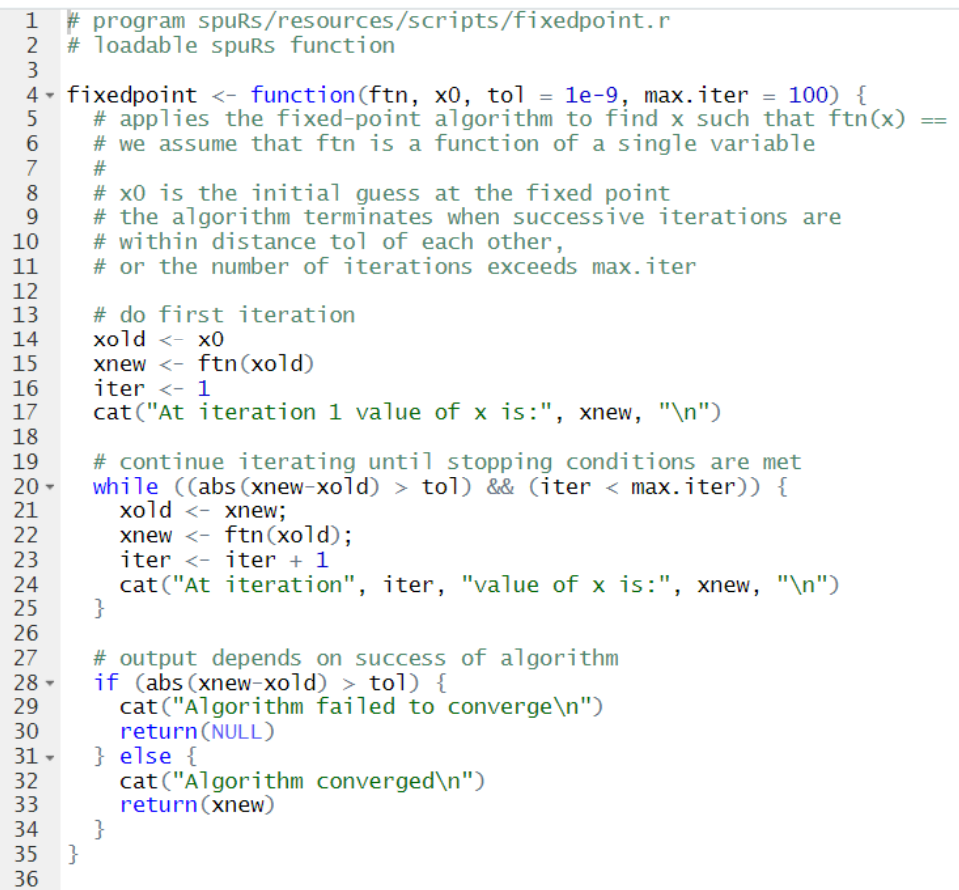 1 # program spuRs/resources/scripts/fixedpoint.r
2 # loadable spuRs function
3
4 fixedpoint <- function(ftn, x0, tol = 1e-9, max.iter = 100) {
5   # applies the fixed-point algorithm to find x such that ftn(x) ==
6   # we assume that ftn is a function of a single variable
7   #
8   # x0 is the initial guess at the fixed point
9   # the algorithm terminates when successive iterations are
10   # within distance tol of each other,
11   # or the number of iterations exceeds max.iter
12
13   # do first iteration
14   xold <- x0
15   xnew <- ftn(xold)
16   iter <- 1
17   cat("At iteration 1 value of x is:", xnew, "\n")
18
19   # continue iterating until stopping conditions are met
20   while ((abs(xnew-xold) > tol) && (iter < max.iter)) {
21     xold <- xnew;
22     xnew <- ftn(xold);
23     iter <- iter + 1
24     cat("At iteration", iter, "value of x is:", xnew, "\n")
25   }
26
27   # output depends on success of algorithm
28   if (abs(xnew-xold) > tol) {
29     cat("Algorithm failed to converge\n")
30     return(NULL)
31   } else {
32     cat("Algorithm converged\n")
33     return(xnew)
34   }
35 }
36